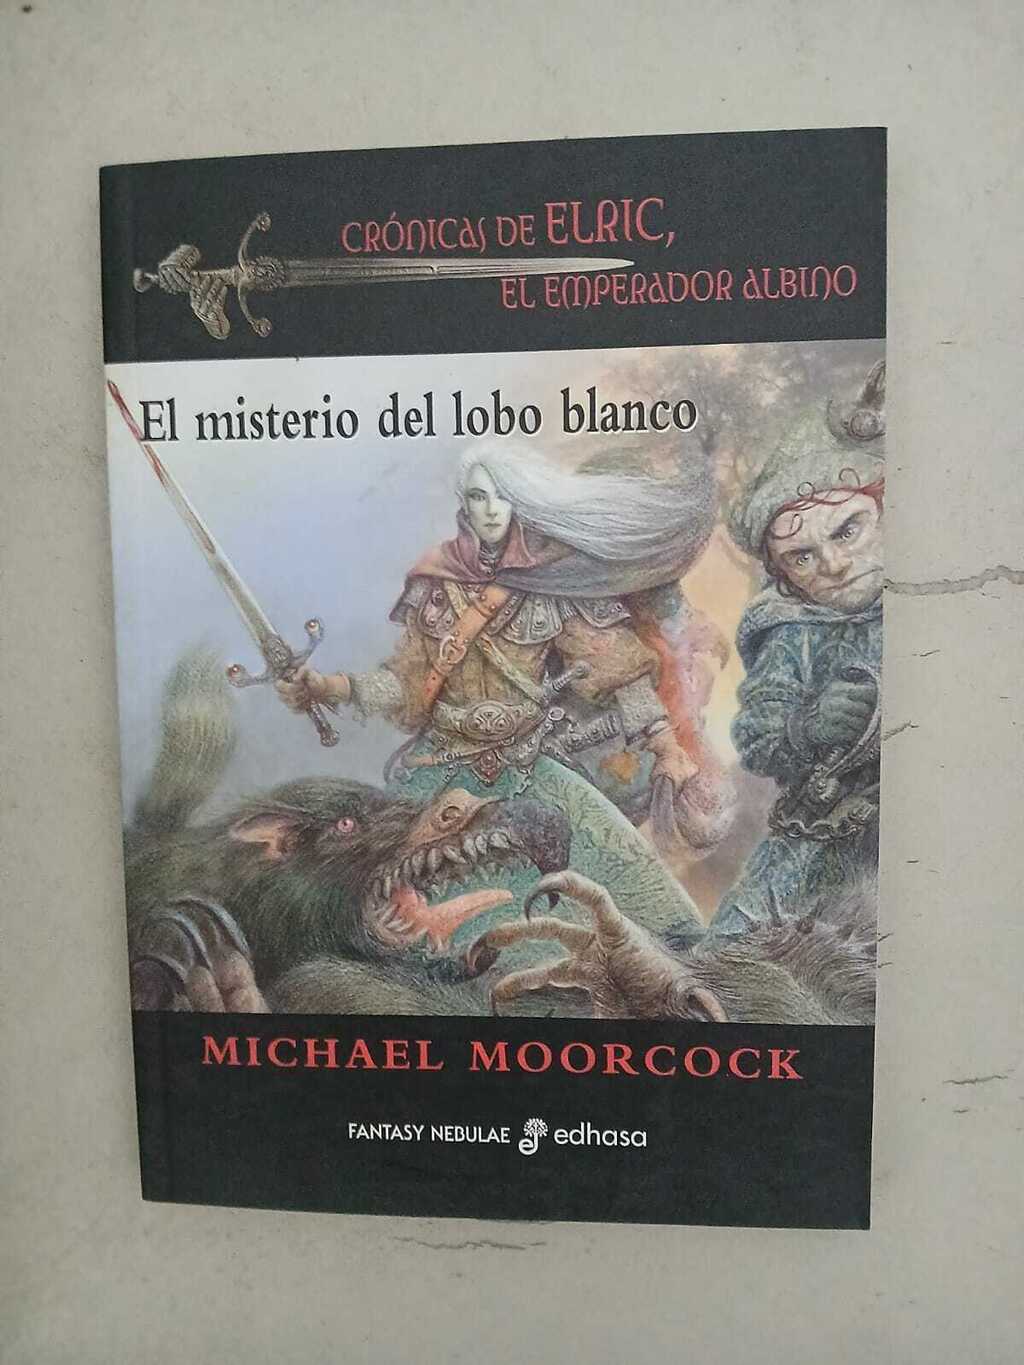 CRÓNICAS DE ELRIC,
EL EMPERADOR ALBINO
El misterio del lobo blanco
MICHAEL MOORCOCK
FANTASY NEBULAE edhasa